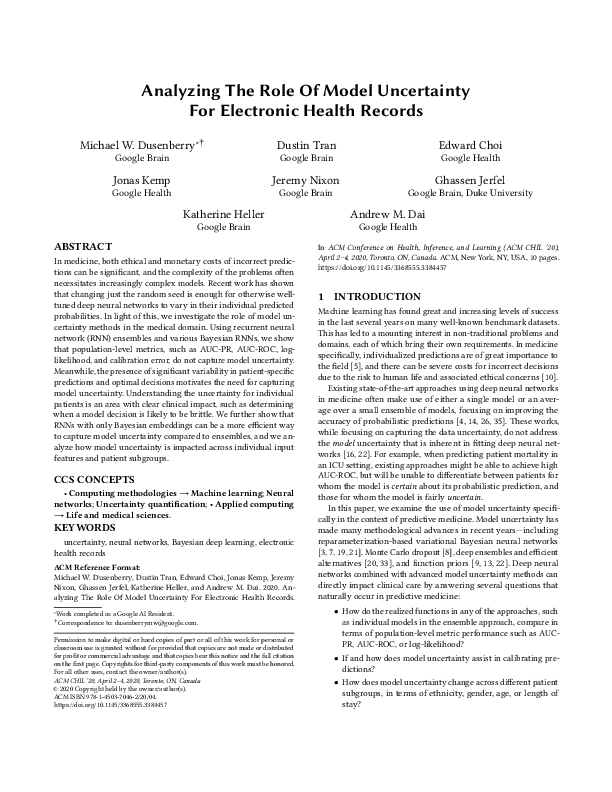 Analyzing The Role Of Model Uncertainty
For Electronic Health Records
Michael W. Dusenberry*†
Google Brain
Dustin Tran
Google Brain
Edward Choi
Google Health
Jonas Kemp
Google Health
Jeremy Nixon
Google Brain
Ghassen Jerfel
Google Brain, Duke University
Katherine Heller
Google Brain
Andrew M. Dai
Google Health
ABSTRACT
In medicine, both ethical and monetary costs of incorrect predic-
tions can be significant, and the complexity of the problems often
necessitates increasingly complex models. Recent work has shown
that changing just the random seed is enough for otherwise well-
tuned deep neural networks to vary in their individual predicted
probabilities. In light of this, we investigate the role of model un-
certainty methods in the medical domain. Using recurrent neural
network (RNN) ensembles and various Bayesian RNNs, we show
that population-level metrics, such as AUC-PR, AUC-ROC, log-
likelihood, and calibration error, do not capture model uncertainty.
Meanwhile, the presence of significant variability in patient-specific
predictions and optimal decisions motivates the need for capturing
model uncertainty. Understanding the uncertainty for individual
patients is an area with clear clinical impact, such as determining
when a model decision is likely to be brittle. We further show that
RNNs with only Bayesian embeddings can be a more efficient way
to capture model uncertainty compared to ensembles, and we an-
alyze how model uncertainty is impacted across individual input
features and patient subgroups.
CCS CONCEPTS
• Computing methodologies → Machine learning; Neural
networks; Uncertainty quantification; • Applied computing
→ Life and medical sciences.
KEYWORDS
uncertainty, neural networks, Bayesian deep learning, electronic
health records
ACM Reference Format:
Michael W. Dusenberry, Dustin Tran, Edward Choi, Jonas Kemp, Jeremy
Nixon, Ghassen Jerfel, Katherine Heller, and Andrew M. Dai. 2020. An-
alyzing The Role Of Model Uncertainty For Electronic Health Records.
*Work completed as a Google AI Resident.
†Correspondence to: dusenberrymw@google.com.
Permission to make digital or hard copies of part or all of this work for personal or
classroom use is granted without fee provided that copies are not made or distributed
for profit or commercial advantage and that copies bear this notice and the full citation
on the first page. Copyrights for third-party components of this work must be honored.
For all other uses, contact the owner/author(s).
ACM CHIL '20, April 2–4, 2020, Toronto, ON, Canada
© 2020 Copyright held by the owner/author(s).
ACM ISBN 978-1-4503-7046-2/20/04.
https://doi.org/10.1145/3368555.3384457
In ACM Conference on Health, Inference, and Learning (ACM CHIL '20),
April 2–4, 2020, Toronto, ON, Canada. ACM, New York, NY, USA, 10 pages.
https://doi.org/10.1145/3368555.3384457
1 INTRODUCTION
Machine learning has found great and increasing levels of success
in the last several years on many well-known benchmark datasets.
This has led to a mounting interest in non-traditional problems and
domains, each of which bring their own requirements. In medicine
specifically, individualized predictions are of great importance to
the field [5], and there can be severe costs for incorrect decisions
due to the risk to human life and associated ethical concerns [10].
Existing state-of-the-art approaches using deep neural networks
in medicine often make use of either a single model or an aver-
age over a small ensemble of models, focusing on improving the
accuracy of probabilistic predictions [4, 14, 26, 35]. These works,
while focusing on capturing the data uncertainty, do not address
the model uncertainty that is inherent in fitting deep neural net-
works [16, 22]. For example, when predicting patient mortality in
an ICU setting, existing approaches might be able to achieve high
AUC-ROC, but will be unable to differentiate between patients for
whom the model is certain about its probabilistic prediction, and
those for whom the model is fairly uncertain.
In this paper, we examine the use of model uncertainty specifi-
cally in the context of predictive medicine. Model uncertainty has
made many methodological advances in recent years—including
reparameterization-based variational Bayesian neural networks
[3, 7, 19, 21], Monte Carlo dropout [8], deep ensembles and efficient
alternatives [20, 33], and function priors [9, 13, 22]. Deep neural
networks combined with advanced model uncertainty methods can
directly impact clinical care by answering several questions that
naturally occur in predictive medicine:
• How do the realized functions in any of the approaches, such
as individual models in the ensemble approach, compare in
terms of population-level metric performance such as AUC-
PR, AUC-ROC, or log-likelihood?
• If and how does model uncertainty assist in calibrating pre-
dictions?
• How does model uncertainty change across different patient
subgroups, in terms of ethnicity, gender, age, or length of
stay?